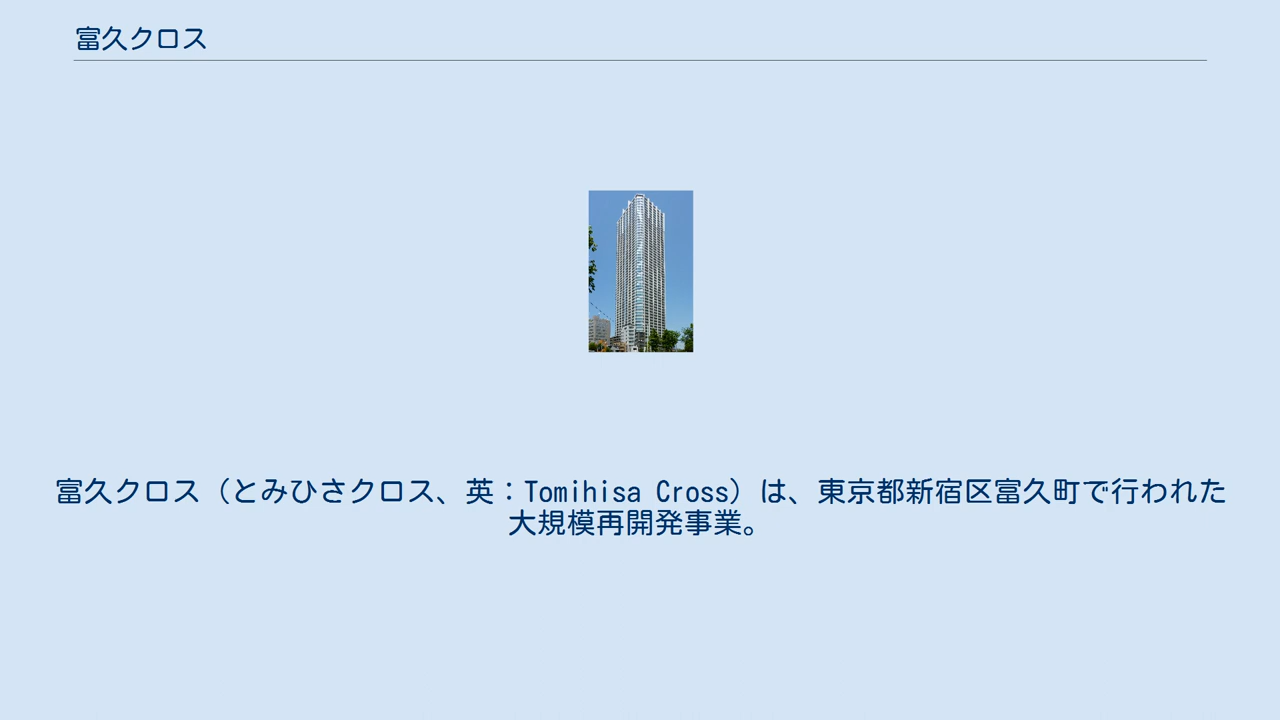 富久クロス
富久クロス（とみひさクロス、英：Tomihisa Cross）は、東京都新宿区富久町で行われた
大規模再開発事業。